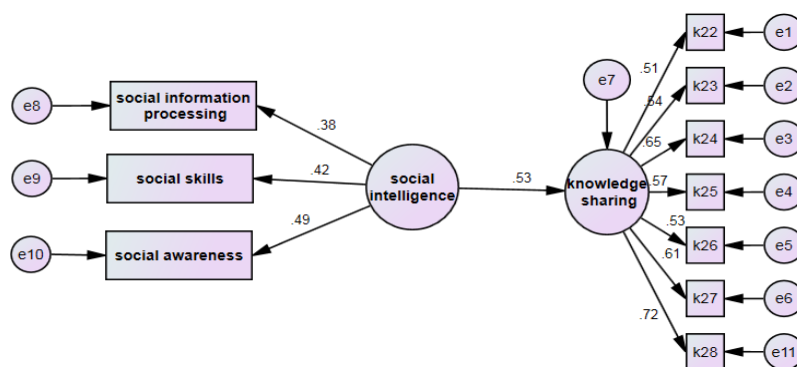 k22
e1
.51
e7
k23
e2
.54
e8
social information
processing
.38
.65
k24
e3
e9
social skills
.42
social
intelligence
.53
knowledge
sharing
.57
k25
e4
.49
.53
k26
e5
e10
social awareness
.61
k27
e6
.72
k28
e11